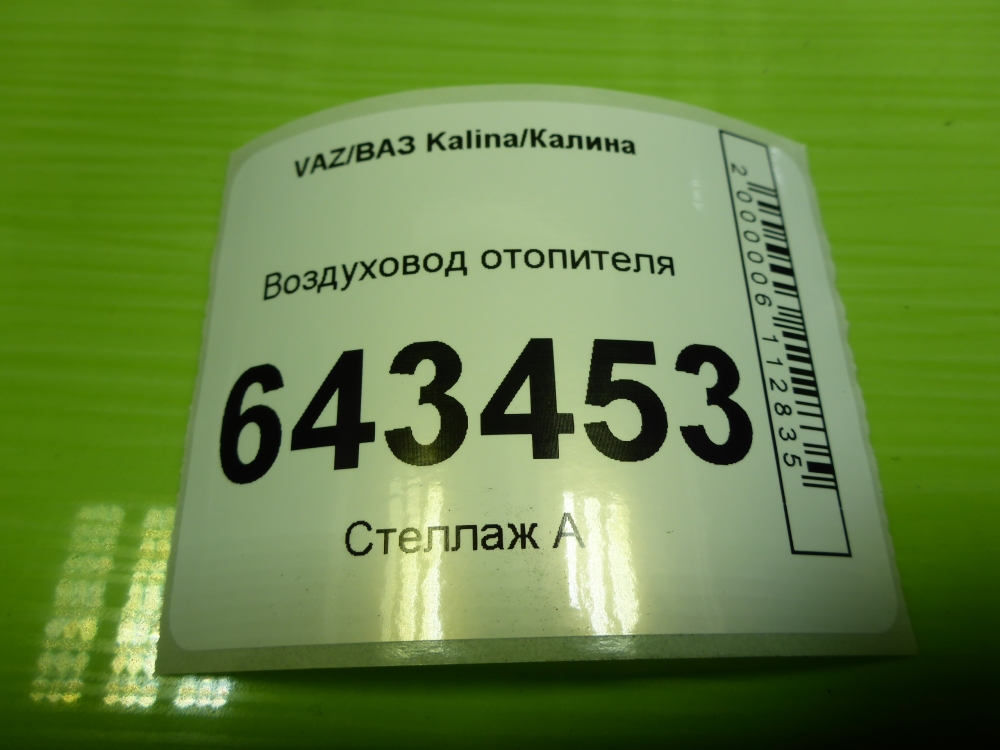 VAZ/ВАЗ Kalina/Калина
Воздуховод отопителя
643453
Стеллаж А
2000006112835